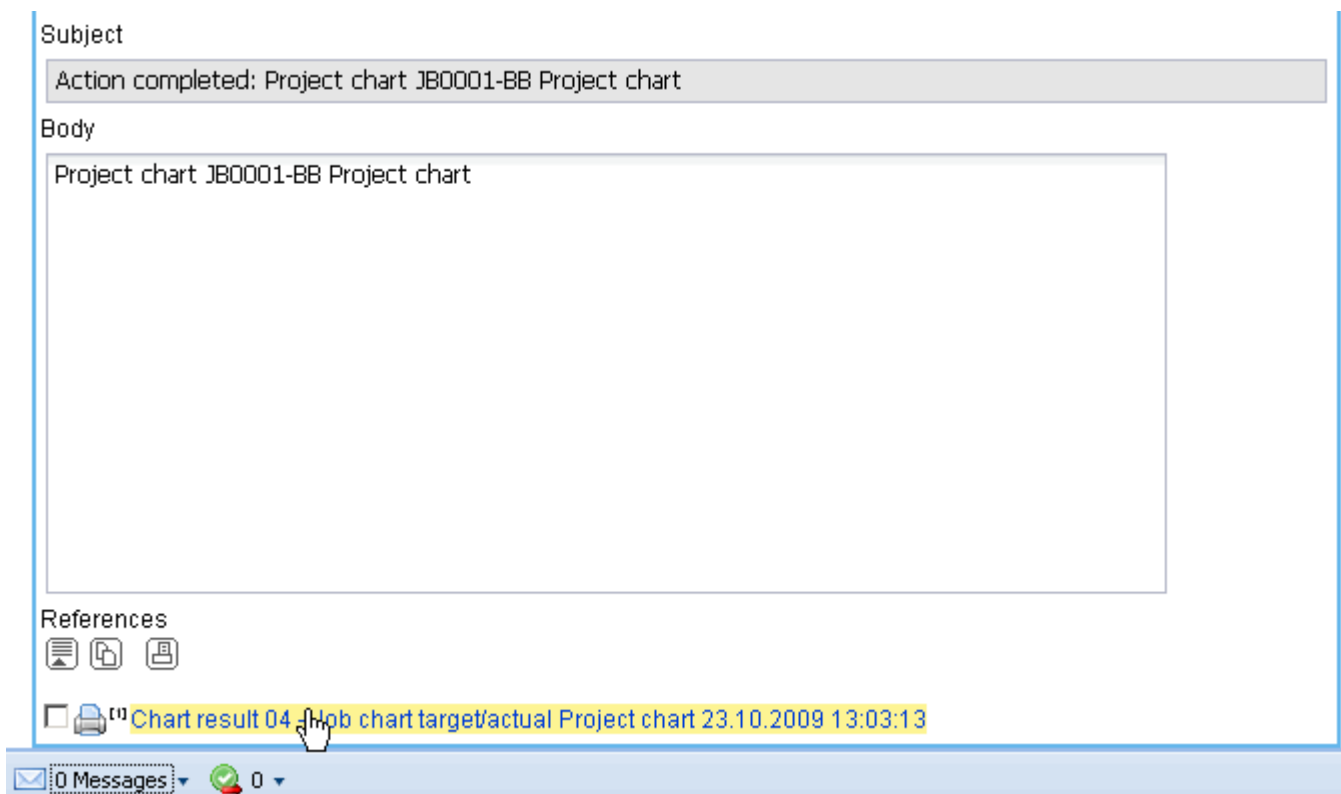 Subject
Action completed: Project chart JB0001-BB Project chart
Body
Project chart JB0001-BB Project chart
References
[1] Chart result 04 - Job chart target/actual Project chart 23.10.2009 13:03:13
0 Messages 0